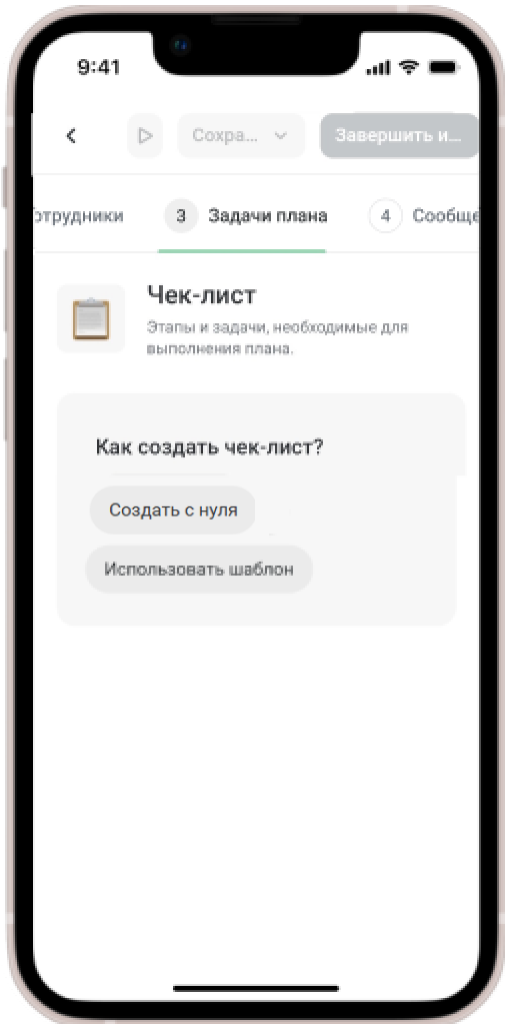 9:41
Сохра...
Завершить и...
отрудники
3 Задачи плана
4 Сообще
Чек-лист
Этапы и задачи, необходимые для
выполнения плана.
Как создать чек-лист?
Создать с нуля
Использовать шаблон